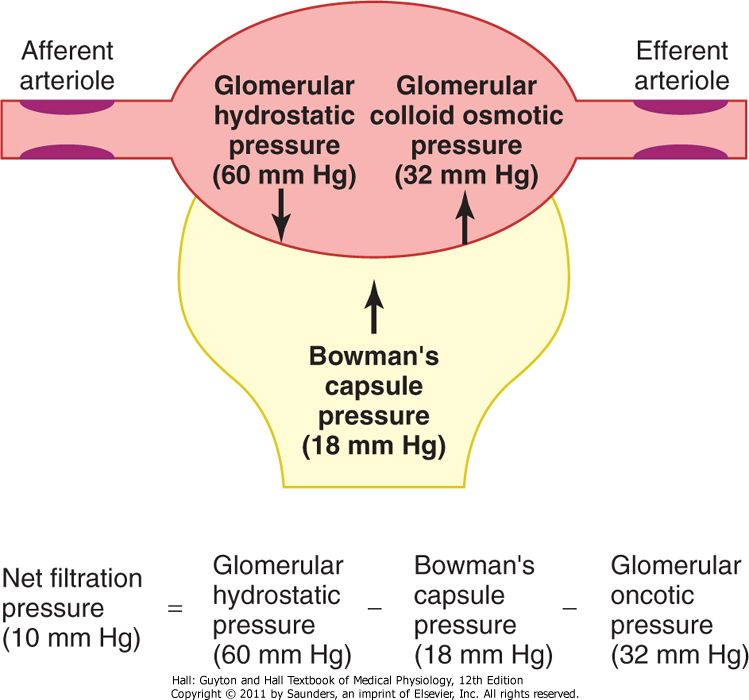 Afferent
arteriole
Efferent
arteriole
Glomerular
hydrostatic
pressure
(60 mm Hg)
Glomerular
colloid osmotic
pressure
(32 mm Hg)
Bowman's
capsule
pressure
(18 mm Hg)
Net filtration
pressure
(10 mm Hg)
=
Glomerular
hydrostatic
pressure
(60 mm Hg)
–
Bowman's
capsule
pressure
(18 mm Hg)
–
Glomerular
oncotic
pressure
(32 mm Hg)
Hall: Guyton and Hall Textbook of Medical Physiology, 12th Edition
Copyright © 2011 by Saunders, an imprint of Elsevier, Inc. All rights reserved.